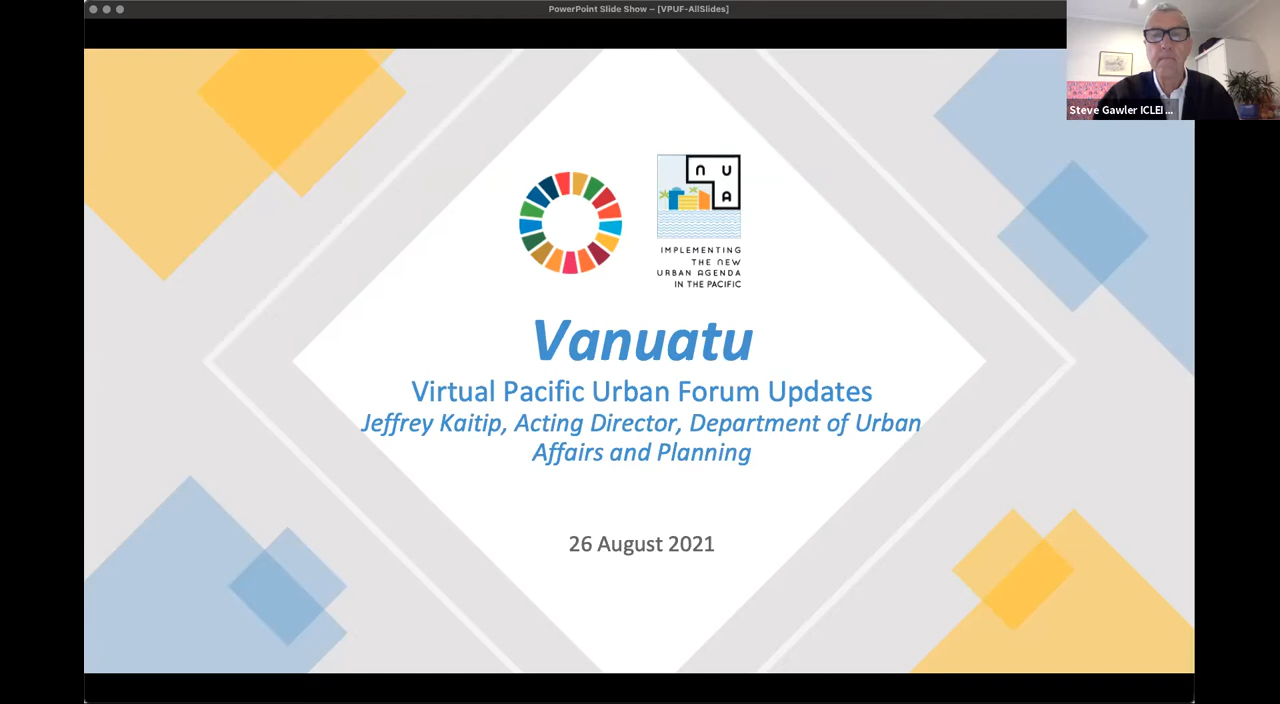 PowerPoint Slide Show – [VPUF-AllSlides]
Steve Gawler ICLEI ...
n U
A
IMPLEMENTING
THE NEW
URBAN AGENDA
IN THE PACIFIC
Vanuatu
Virtual Pacific Urban Forum Updates
Jeffrey Kaitip, Acting Director, Department of Urban
Affairs and Planning
26 August 2021